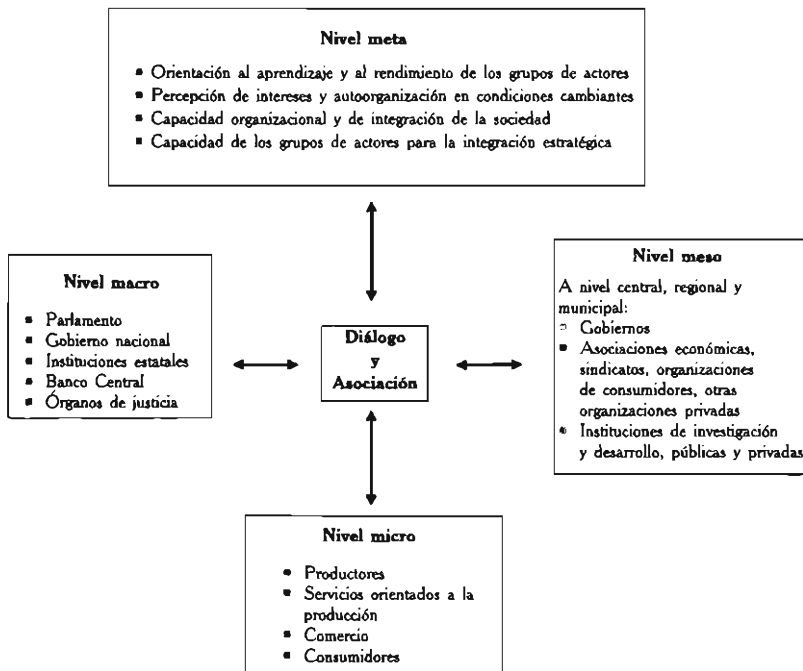 Nivel meta
▪ Orientación al aprendizaje y al rendimiento de los grupos de actores
▪ Percepción de intereses y autoorganización en condiciones cambiantes
▪ Capacidad organizacional y de integración de la sociedad
▪ Capacidad de los grupos de actores para la integración estratégica
Nivel macro
▪ Parlamento
▪ Gobierno nacional
▪ Instituciones estatales
▪ Banco Central
▪ Órganos de justicia
Diálogo
y
Asociación
Nivel meso
A nivel central, regional y
municipal:
▪ Gobiernos
▪ Asociaciones económicas,
sindicatos, organizaciones
de consumidores, otras
organizaciones privadas
▪ Instituciones de investigación
y desarrollo, públicas y privadas
Nivel micro
▪ Productores
▪ Servicios orientados a la
producción
▪ Comercio
▪ Consumidores